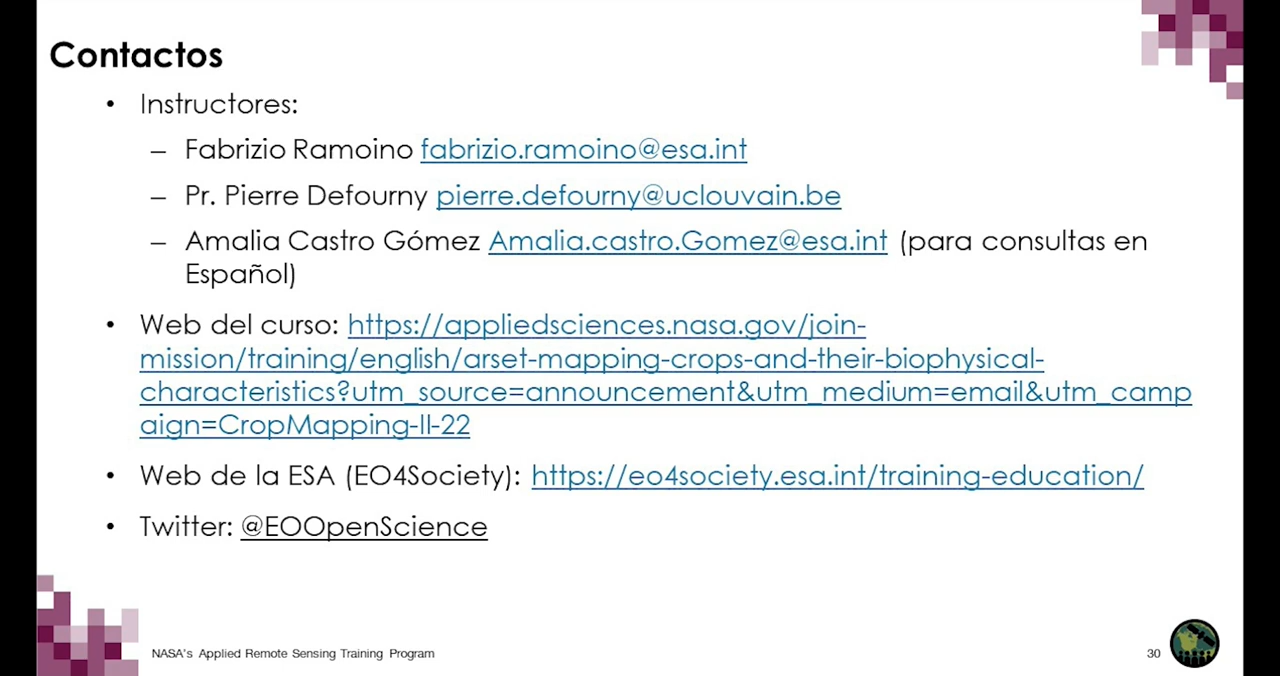 Contactos
• Instructores:
– Fabrizio Ramoino fabrizio.ramoino@esa.int
– Pr. Pierre Defourny pierre.defourny@uclouvain.be
– Amalia Castro Gómez Amalia.castro.Gomez@esa.int (para consultas en
Español)
• Web del curso: https://appliedsciences.nasa.gov/join-
mission/training/english/arset-mapping-crops-and-their-biophysical-
characteristics?utm_source=announcement&utm_medium=email&utm_camp
aign=CropMapping-II-22
• Web de la ESA (EO4Society): https://eo4society.esa.int/training-education/
• Twitter: @EOOpenScience
NASA's Applied Remote Sensing Training Program
30